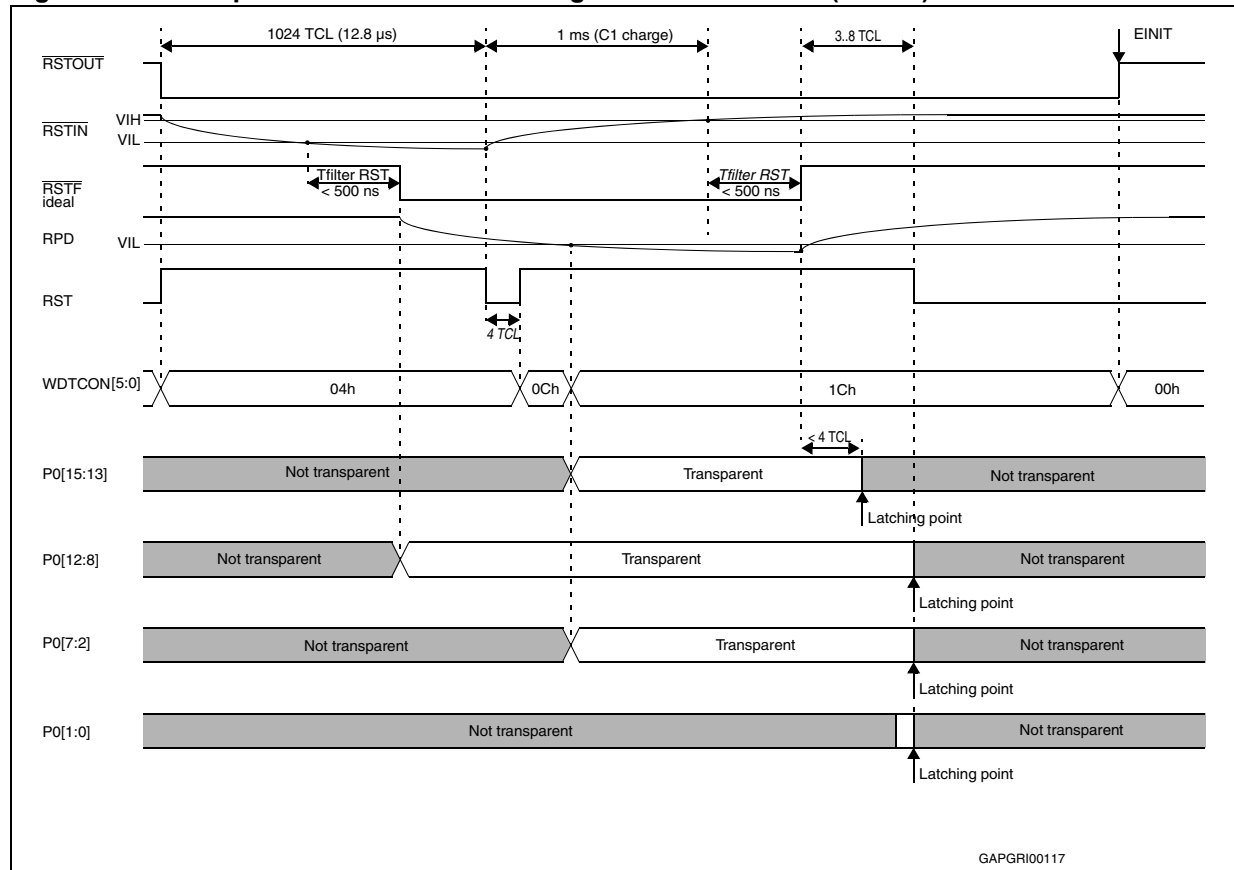 1024 TCL (12.8 µs)
1 ms (C1 charge)
3..8 TCL
EINIT
RSTOUT
RSTIN
VIH
VIL
RSTF
ideal
Tfilter RST
< 500 ns
Tfilter RST
< 500 ns
RPD
VIL
RST
4 TCL
WDTCON[5:0]
04h
0Ch
1Ch
00h
< 4 TCL
P0[15:13]
Not transparent
Transparent
Not transparent
Latching point
P0[12:8]
Not transparent
Transparent
Not transparent
Latching point
P0[7:2]
Not transparent
Transparent
Not transparent
Latching point
P0[1:0]
Not transparent
Not transparent
Latching point
GAPGRI00117